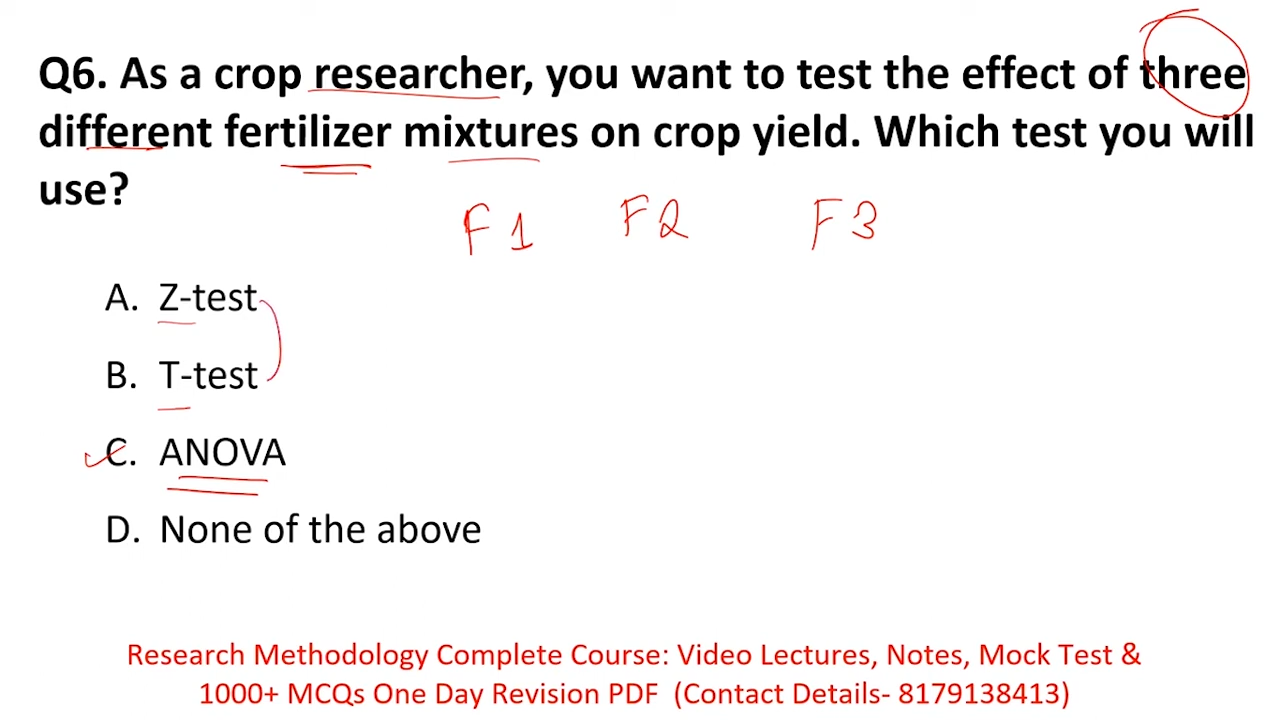 Q6. As a crop researcher, you want to test the effect of three
different fertilizer mixtures on crop yield. Which test you will
use?
F1 F2 F3
A. Z-test
B. T-test
C. ANOVA
D. None of the above
Research Methodology Complete Course: Video Lectures, Notes, Mock Test &
1000+ MCQs One Day Revision PDF (Contact Details- 8179138413)